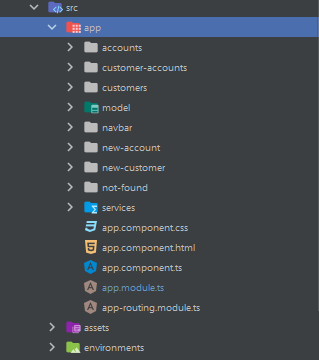 src
app
accounts
customer-accounts
customers
model
navbar
new-account
new-customer
not-found
services
app.component.css
app.component.html
app.component.ts
app.module.ts
app-routing.module.ts
assets
environments